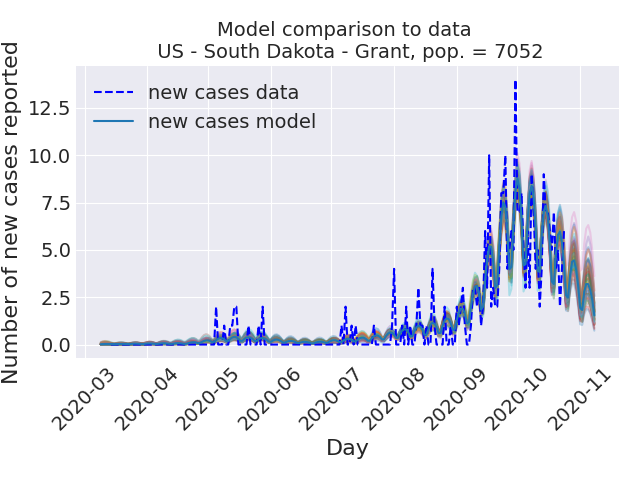 Model comparison to data
US - South Dakota - Grant, pop. = 7052
Number of new cases reported
12.5
10.0
7.5
5.0
2.5
0.0
new cases data
new cases model
2020-03
2020-04
2020-05
2020-06
2020-07
2020-08
2020-09
2020-10
2020-11
Day